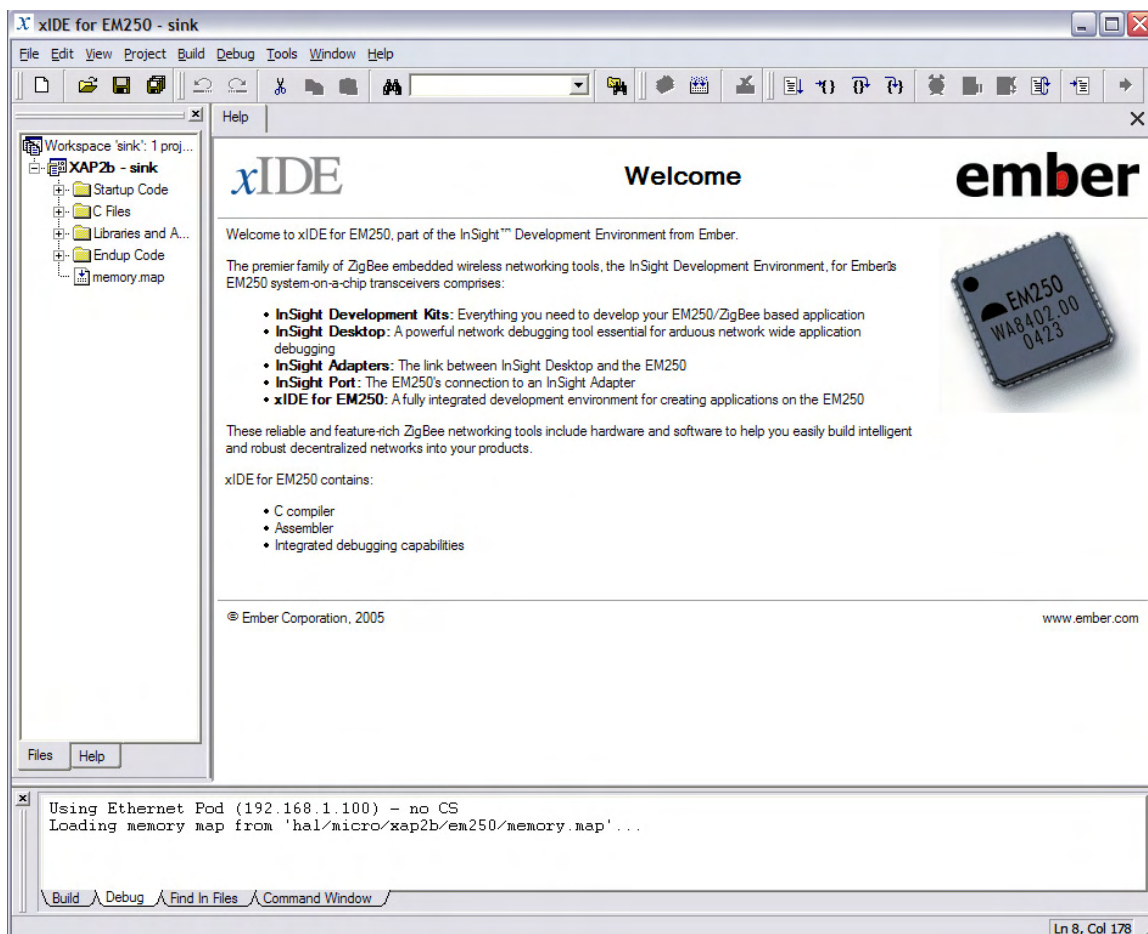 xIDE for EM250 - sink
File Edit View Project Build Debug Tools Window Help
Help
Workspace 'sink': 1 proj...
XAP2b - sink
Startup Code
C Files
Libraries and A...
Endup Code
memory.map
Files Help
xIDE
Welcome
ember
Welcome to xIDE for EM250, part of the InSight™ Development Environment from Ember.
The premier family of ZigBee embedded wireless networking tools, the InSight Development Environment, for Ember's
EM250 system-on-a-chip transceivers comprises:
• InSight Development Kits: Everything you need to develop your EM250/ZigBee based application
• InSight Desktop: A powerful network debugging tool essential for arduous network wide application
debugging
• InSight Adapters: The link between InSight Desktop and the EM250
• InSight Port: The EM250's connection to an InSight Adapter
• xIDE for EM250: A fully integrated development environment for creating applications on the EM250
EM250
WA8402.00
0423
These reliable and feature-rich ZigBee networking tools include hardware and software to help you easily build intelligent
and robust decentralized networks into your products.
xIDE for EM250 contains:
• C compiler
• Assembler
• Integrated debugging capabilities
© Ember Corporation, 2005
www.ember.com
Using Ethernet Pod (192.168.1.100) - no CS
Loading memory map from 'hal/micro/xap2b/em250/memory.map'...
Build Debug Find In Files Command Window
Ln 8, Col 178